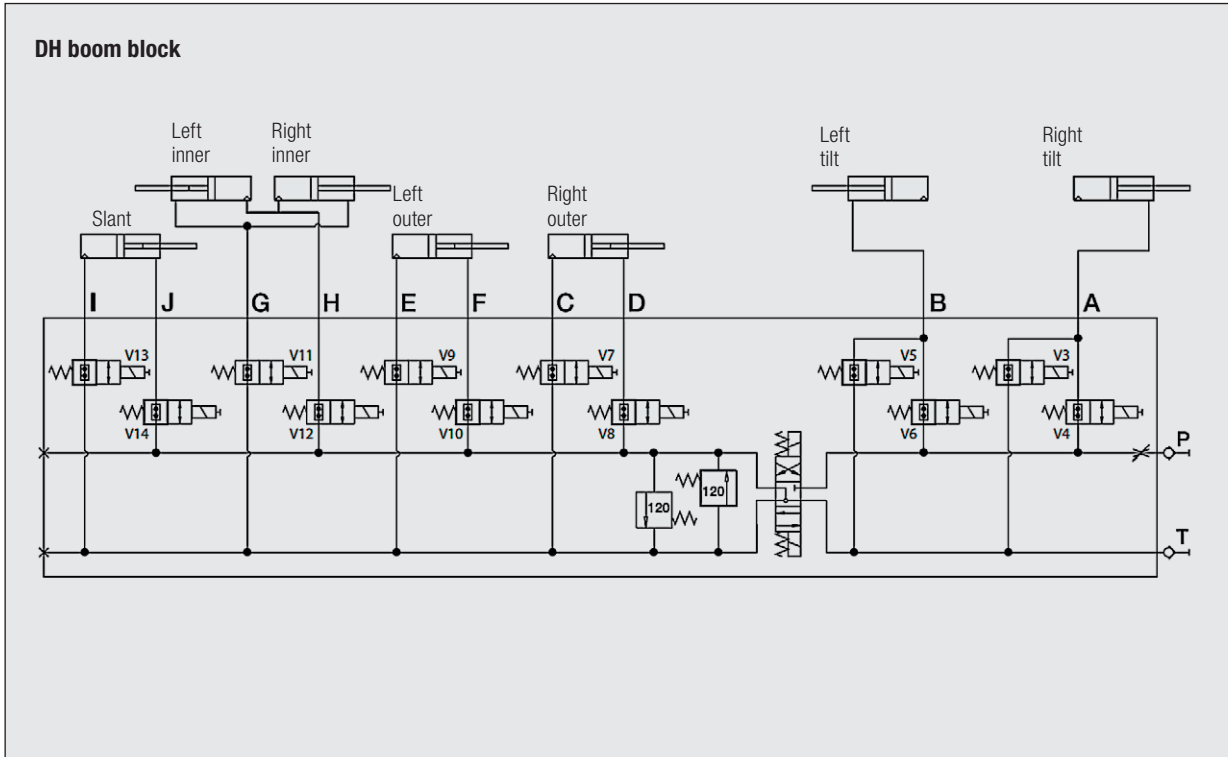 DH boom block
Left
inner
Right
inner
Left
tilt
Right
tilt
Slant
Left
outer
Right
outer
I J G H E F C D B A
V13 V11 V9 V7 V5 V3
V14 V12 V10 V8 V6 V4
P
120
120
T